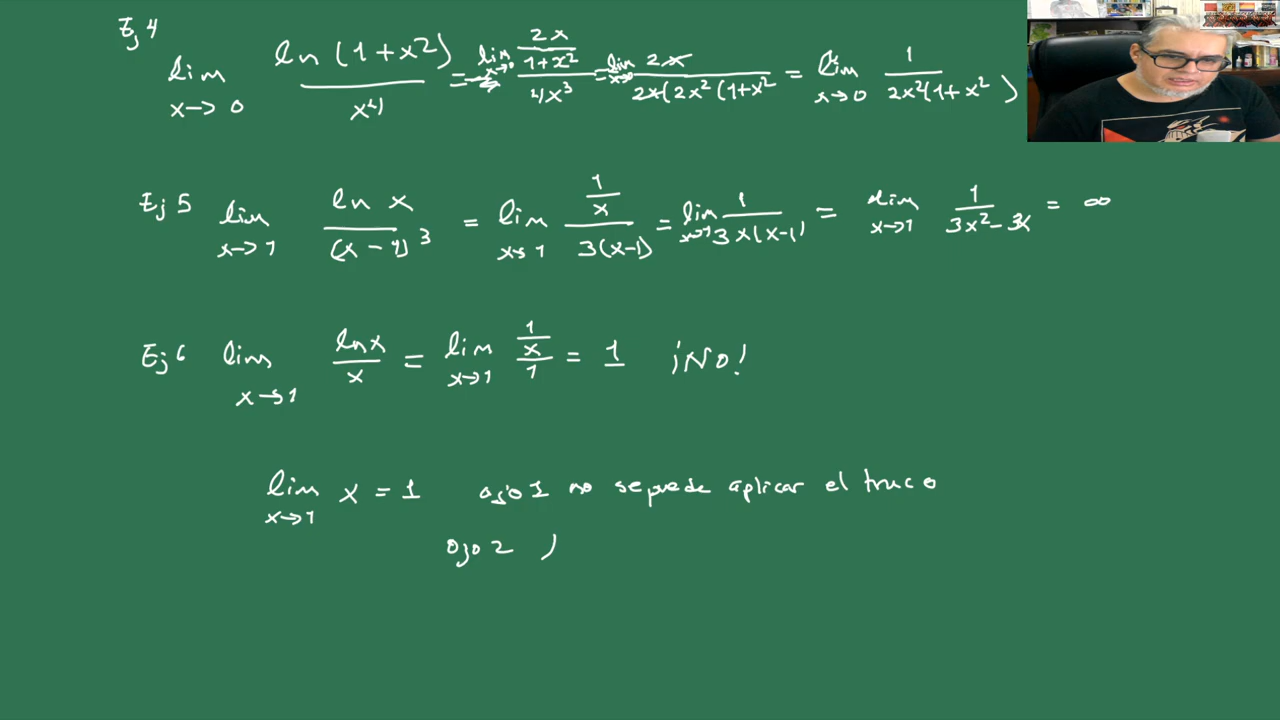 Ej 4
lim x→0 ln(1+x2)/x4 = lim x→0 (2x/(1+x²))/(4x³) = lim x→0 2x/(2x(2x²(1+x²) = lim x→0 1/(2x²(1+x²)
Ej 5 lim x→1 ln x/(x-1)3 = lim x→1 (1/x)/(3(x-1)) = lim x→1 1/(3x(x-1)) = lim x→1 1/(3x²-3x) = ∞
Ej 6 lim x→1 ln x/x = lim x→1 (1/x)/1 = 1 ¡No!
lim x→1 x = 1 ojo 1 no se puede aplicar el truco
ojo 2 )